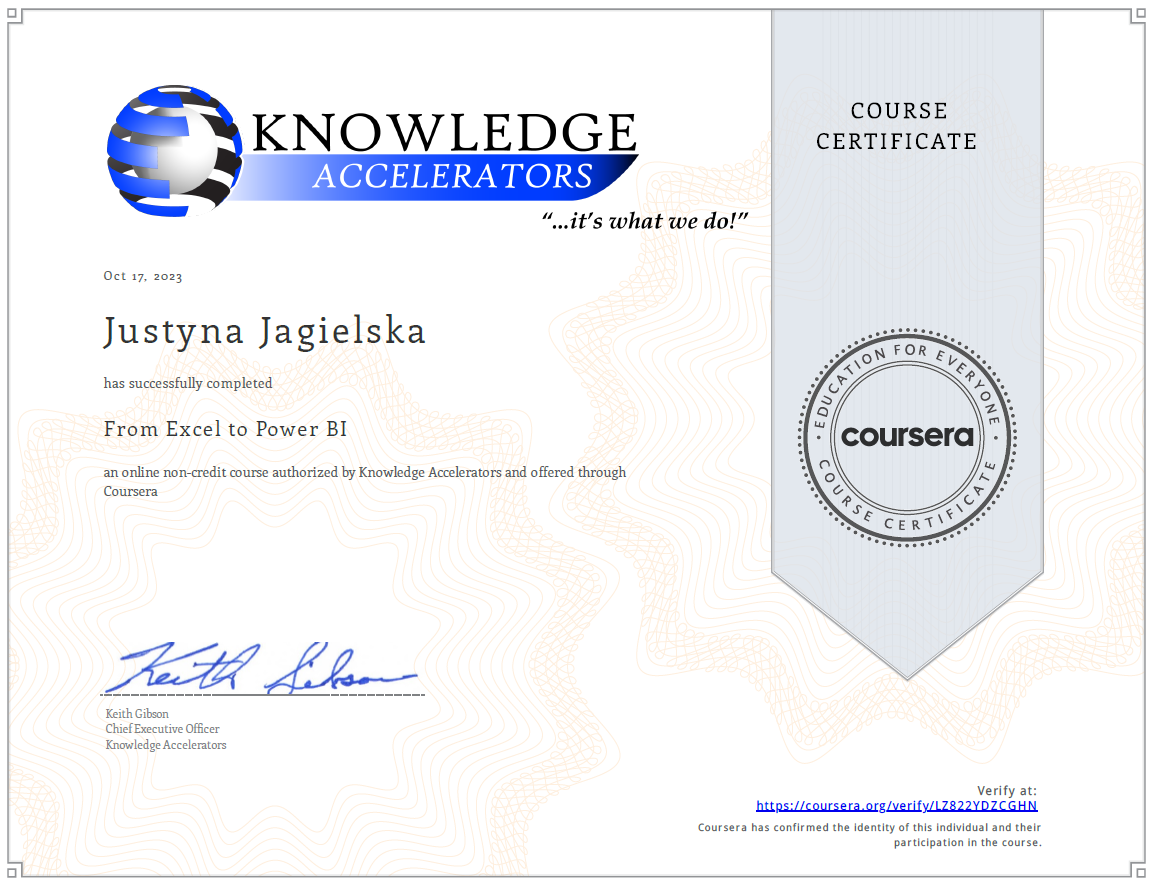 KNOWLEDGE
ACCELERATORS
“...it’s what we do!”
COURSE
CERTIFICATE
Oct 17, 2023
Justyna Jagielska
has successfully completed
From Excel to Power BI
an online non-credit course authorized by Knowledge Accelerators and offered through
Coursera
EDUCATION FOR EVERYONE
coursera
COURSE CERTIFICATE
Keith Gibson
Keith Gibson
Chief Executive Officer
Knowledge Accelerators
Verify at:
https://coursera.org/verify/LZ822YDZCGHN
Coursera has confirmed the identity of this individual and their
participation in the course.